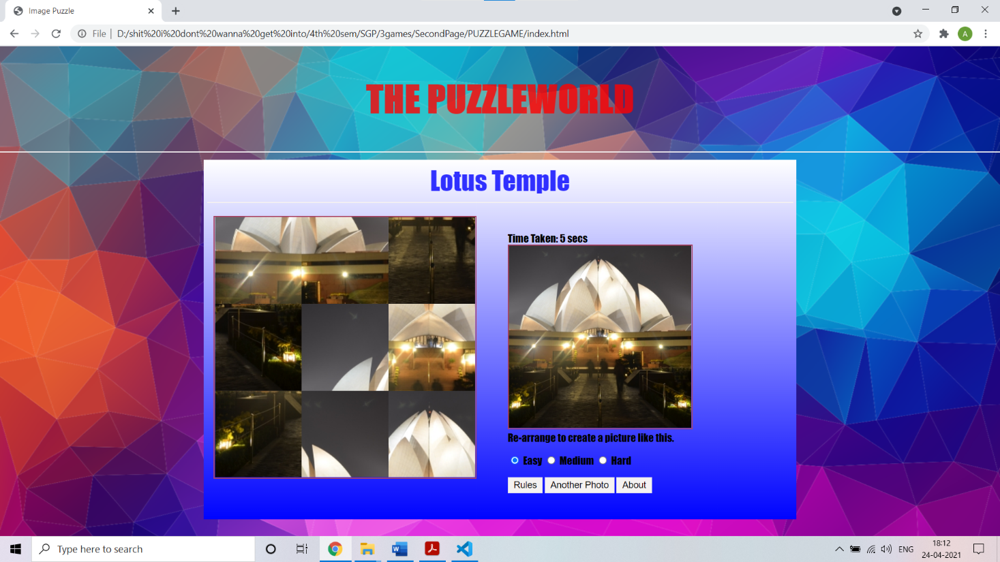 Image Puzzle
File | D:/shit%20i%20dont%20wanna%20get%20into/4th%20sem/SGP/3games/SecondPage/PUZZLEGAME/index.html
A
THE PUZZLEWORLD
Lotus Temple
Time Taken: 5 secs
Re-arrange to create a picture like this.
Easy Medium Hard
Rules Another Photo About
Type here to search
ENG
18:12
24-04-2021